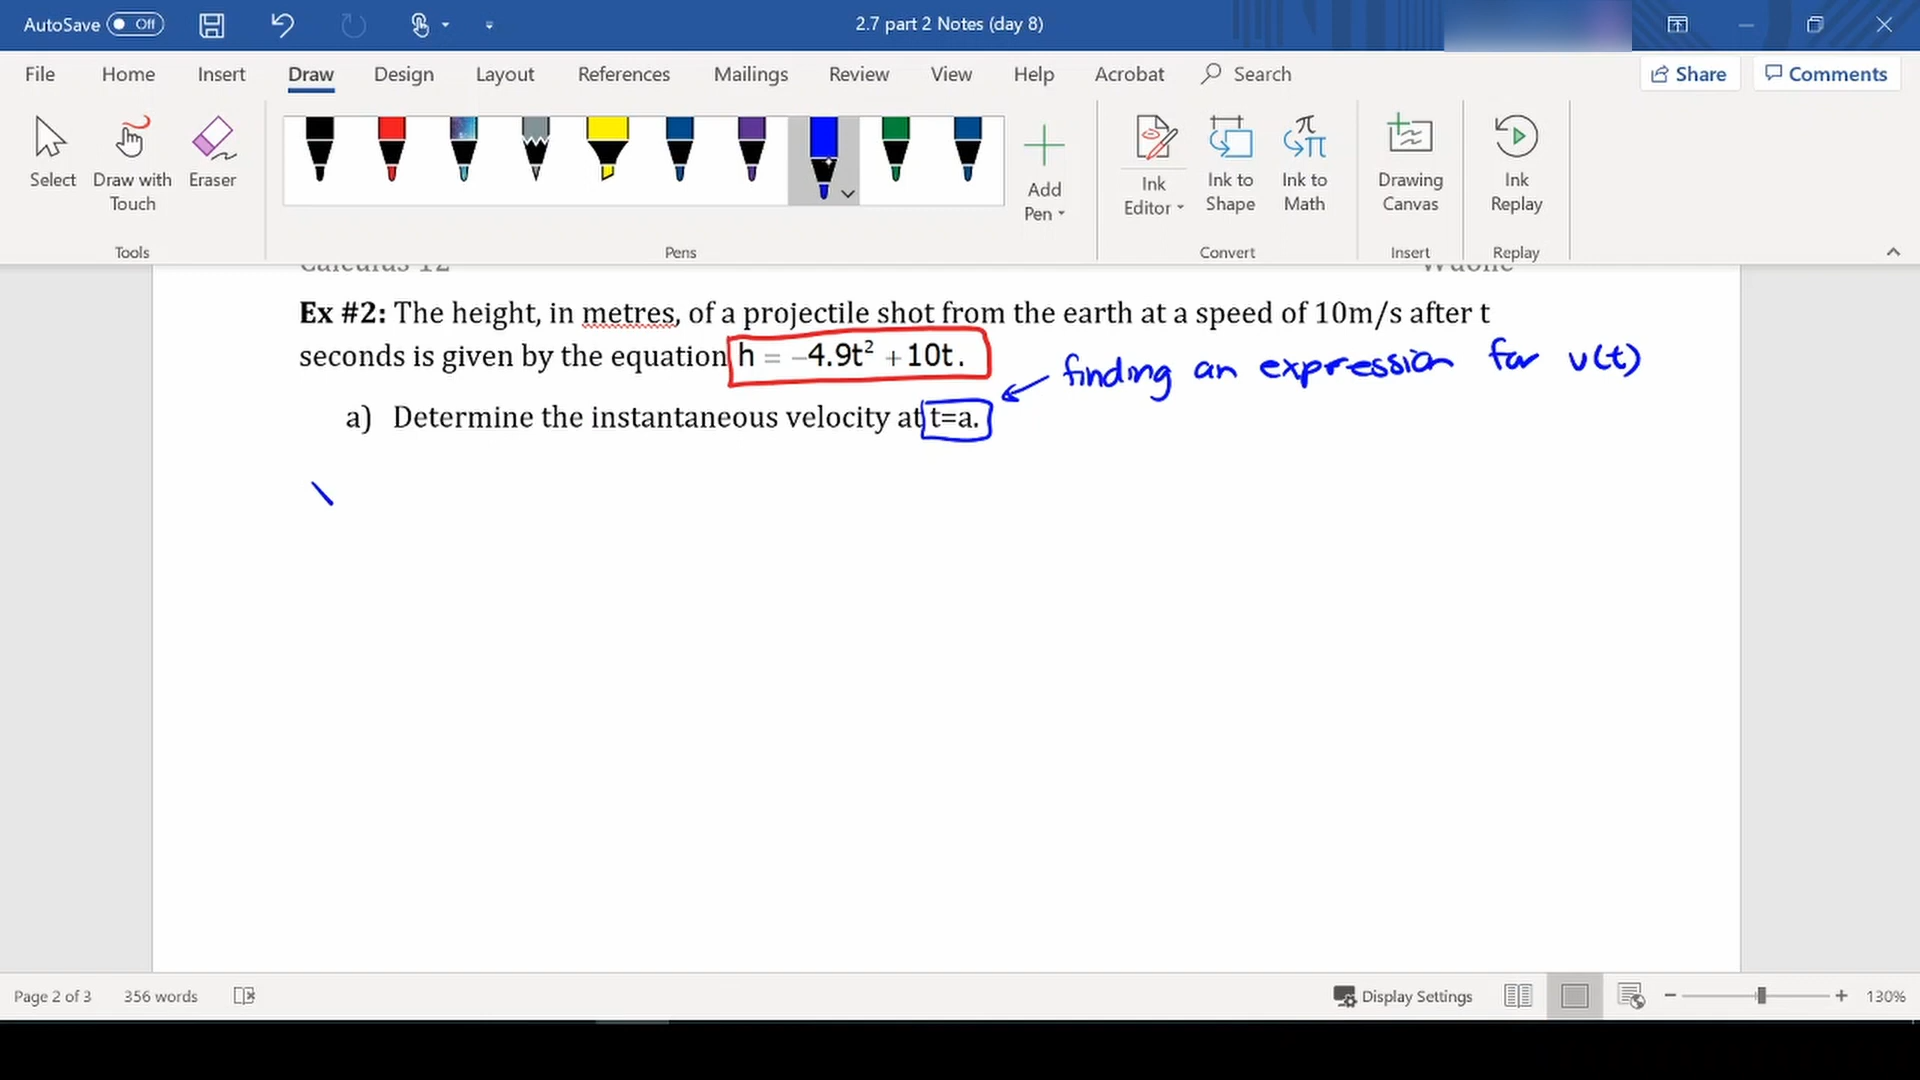 AutoSave Off 2.7 part 2 Notes (day 8)
File Home Insert Draw Design Layout References Mailings Review View Help Acrobat Search Share Comments
Select Draw with Touch Eraser Add Pen Ink Editor Ink to Shape Ink to Math Drawing Canvas Ink Replay
Tools Pens Convert Insert Replay
Calculus 12
Ex #2: The height, in metres, of a projectile shot from the earth at a speed of 10m/s after t
seconds is given by the equation h = -4.9t² + 10t.
finding an expression for v(t)
a) Determine the instantaneous velocity at t=a.
Page 2 of 3 356 words Display Settings 130%